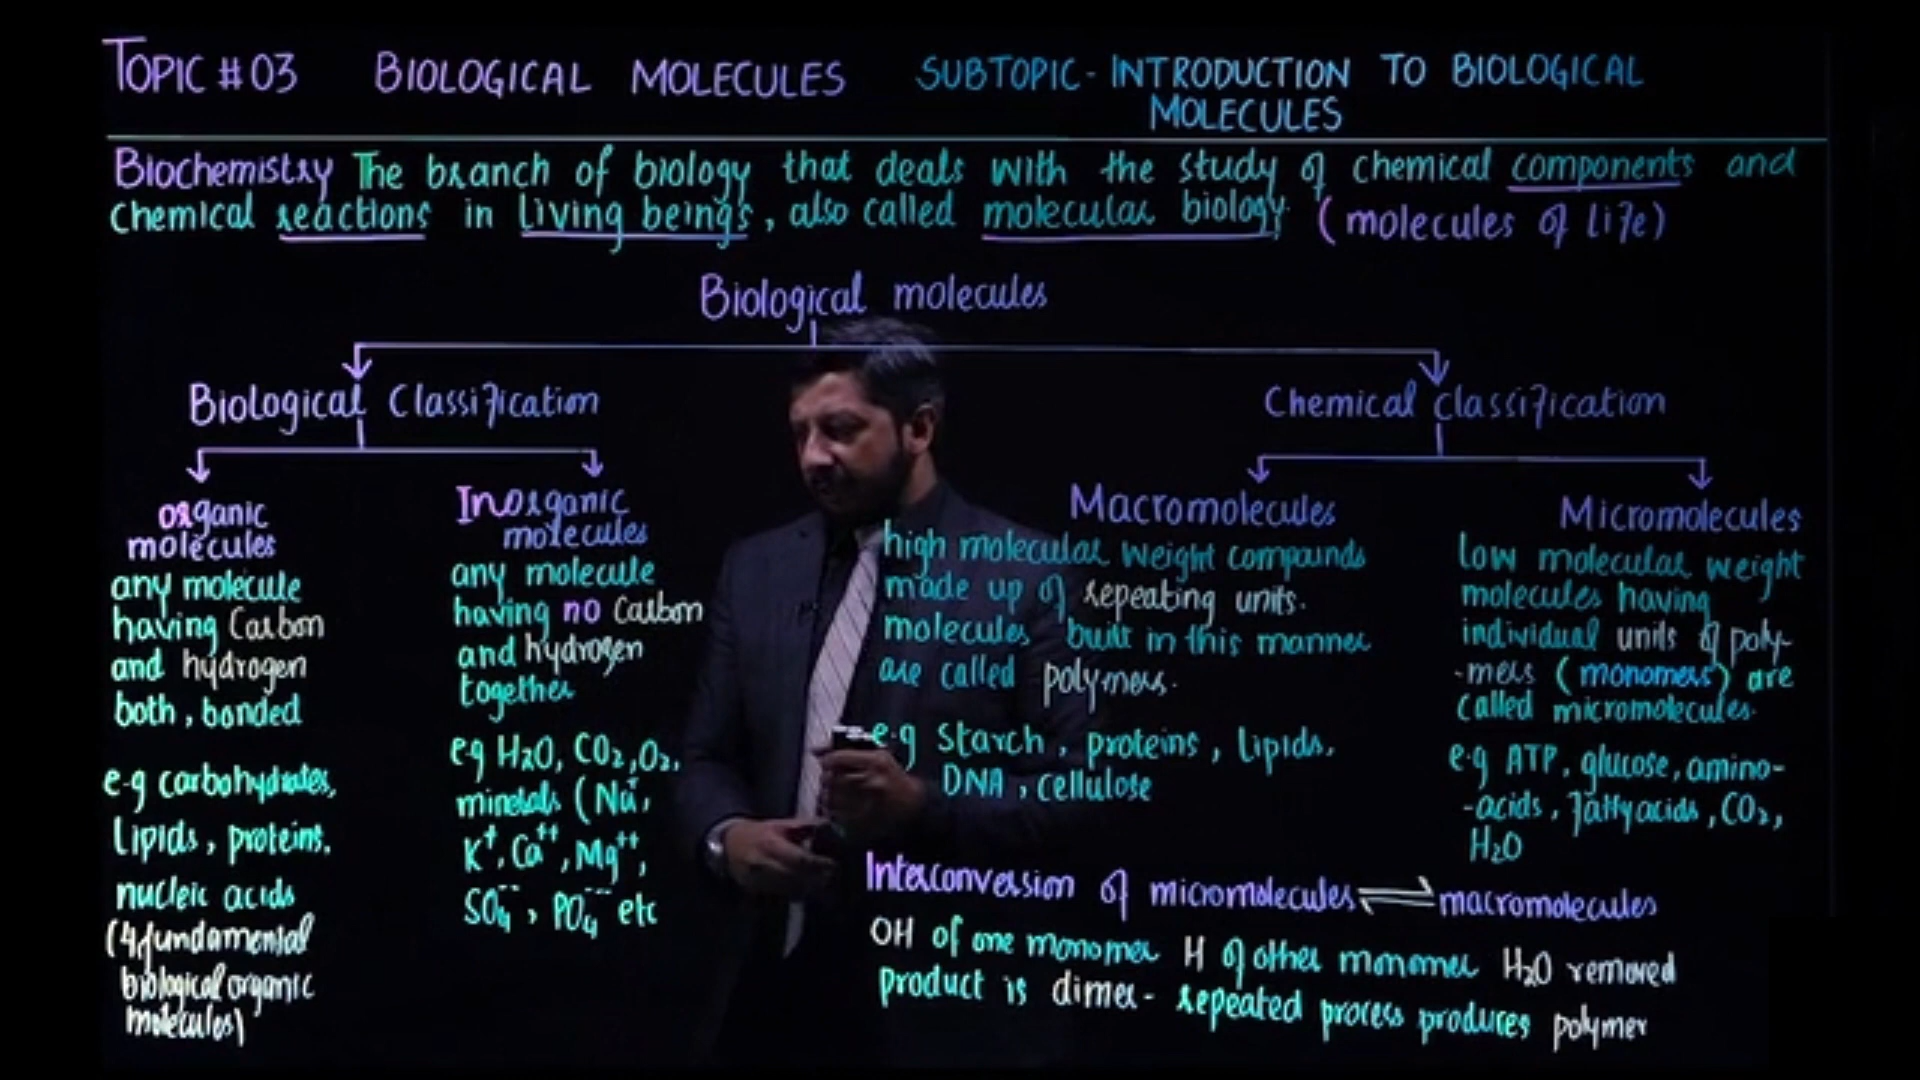 TOPIC # 03 BIOLOGICAL MOLECULES SUBTOPIC - INTRODUCTION TO BIOLOGICAL
MOLECULES
Biochemistry The branch of biology that deals with the study of chemical components and
chemical reactions in living beings, also called molecular biology. (molecules of life)
Biological molecules
Biological Classification
Chemical classification
organic
molecules
any molecule
having Carbon
and hydrogen
both, bonded
e-g carbohydrates,
lipids, proteins,
nucleic acids
(4 fundamental
biological organic
molecules)
Inorganic
molecules
any molecule
having no Carbon
and hydrogen
together
eg H₂O, CO₂, O₂,
minerals (Na⁺,
K⁺, Ca⁺⁺, Mg⁺⁺,
SO₄⁻⁻, PO₄⁻⁻⁻ etc
Macromolecules
high molecular weight compounds
made up of repeating units.
molecules built in this manner
are called polymers.
e-g Starch, proteins, lipids,
DNA, cellulose
Micromolecules
low molecular weight
molecules having
individual units of poly-
-mers (monomers) are
called micromolecules.
e-g ATP, glucose, amino-
-acids, fatty acids, CO₂,
H₂O
Interconversion of micromolecules ⇌ macromolecules
OH of one monomer H of other monomer H₂O removed
product is dimer - repeated process produces polymer